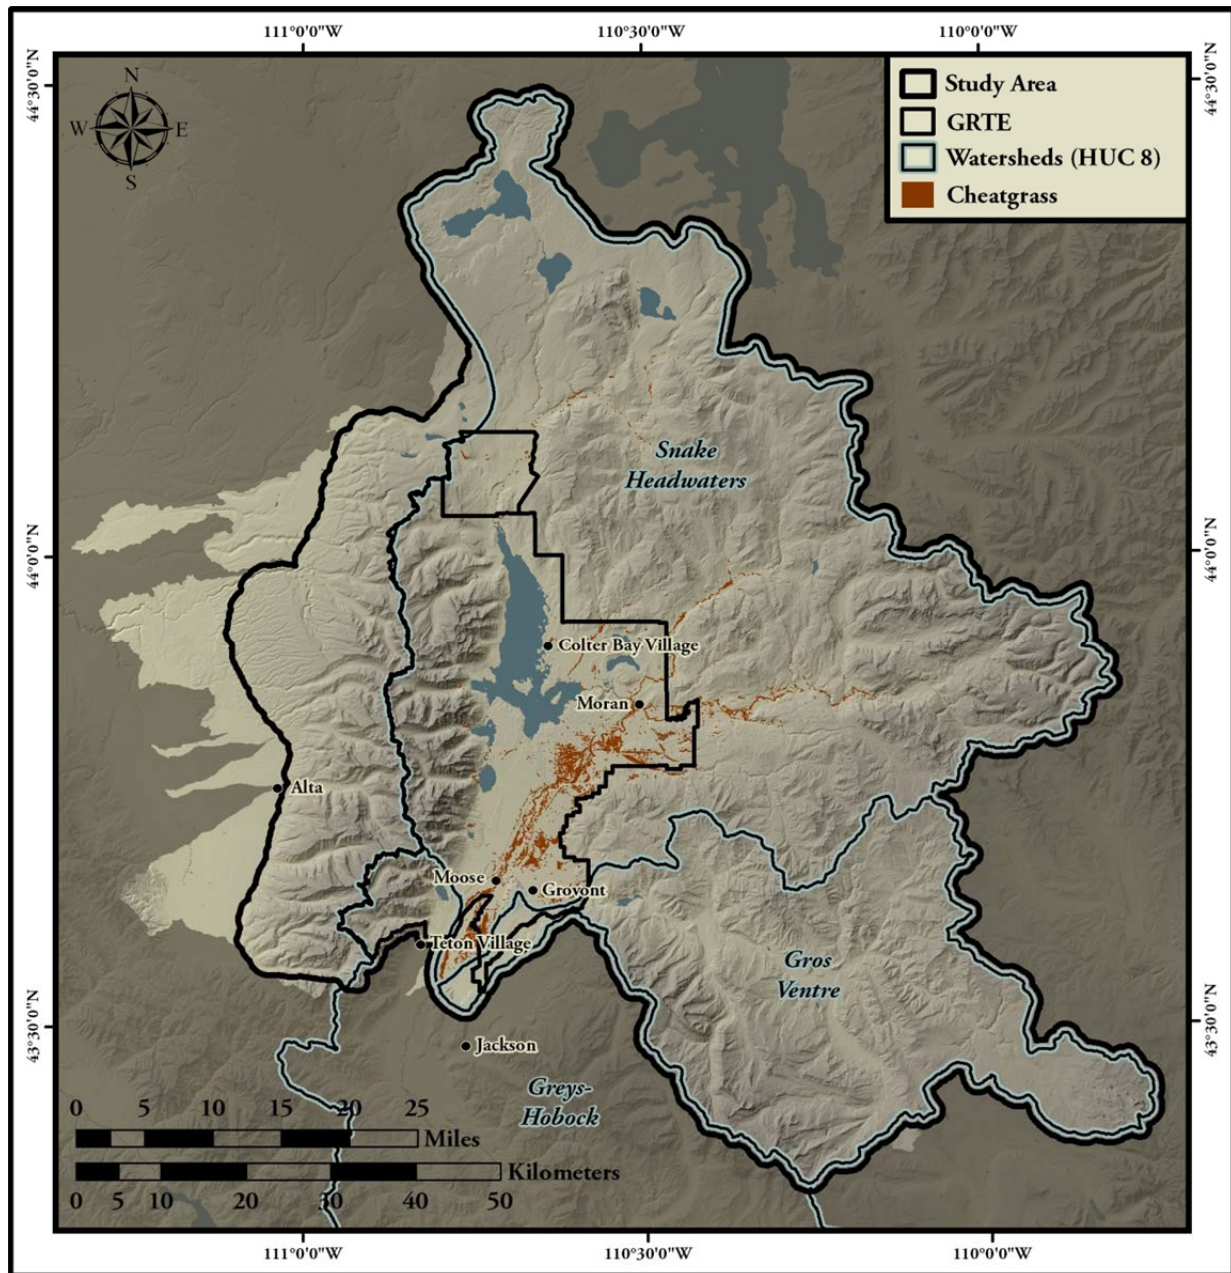 111°0'0"W
110°30'0"W
110°0'0"W
44°30'0"N
44°30'0"N
N
W
E
S
Study Area
GRTE
Watersheds (HUC 8)
Cheatgrass
Snake
Headwaters
44°0'0"N
44°0'0"N
Colter Bay Village
Moran
Alta
Moose
Grovont
Teton Village
Gros
Ventre
43°30'0"N
43°30'0"N
Jackson
Greys-
Hobock
0 5 10 15 20 25
Miles
Kilometers
0 5 10 20 30 40 50
111°0'0"W
110°30'0"W
110°0'0"W